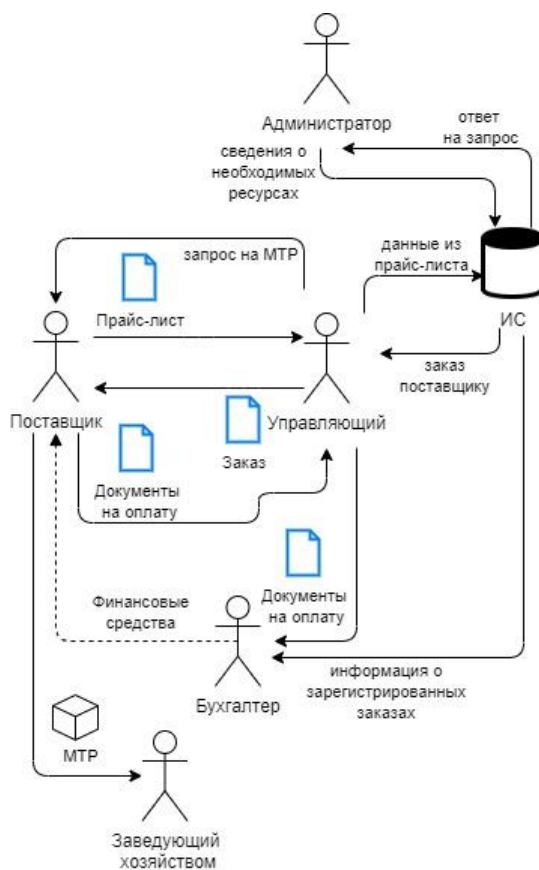 Администратор
ответ
на запрос
сведения о
необходимых
ресурсах
запрос на МТР
данные из
прайс-листа
Прайс-лист
ИС
заказ
поставщику
Поставщик
Управляющий
Заказ
Документы
на оплату
Документы
на оплату
Финансовые
средства
Бухгалтер
информация о
зарегистрированных
заказах
МТР
Заведующий
хозяйством